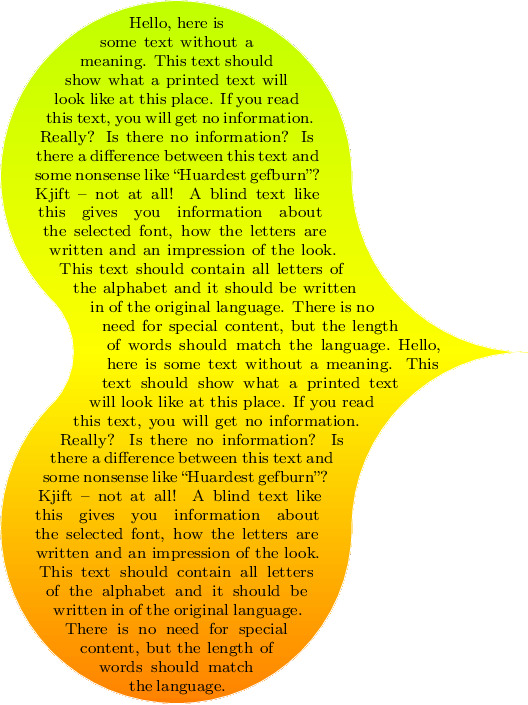 Hello, here is
some text without a
meaning. This text should
show what a printed text will
look like at this place. If you read
this text, you will get no information.
Really? Is there no information? Is
there a difference between this text and
some nonsense like “Huardest gefburn”?
Kjift – not at all! A blind text like
this gives you information about
the selected font, how the letters are
written and an impression of the look.
This text should contain all letters of
the alphabet and it should be written
in of the original language. There is no
need for special content, but the length
of words should match the language. Hello,
here is some text without a meaning. This
text should show what a printed text
will look like at this place. If you read
this text, you will get no information.
Really? Is there no information? Is
there a difference between this text and
some nonsense like “Huardest gefburn”?
Kjift – not at all! A blind text like
this gives you information about
the selected font, how the letters are
written and an impression of the look.
This text should contain all letters
of the alphabet and it should be
written in of the original language.
There is no need for special
content, but the length of
words should match
the language.